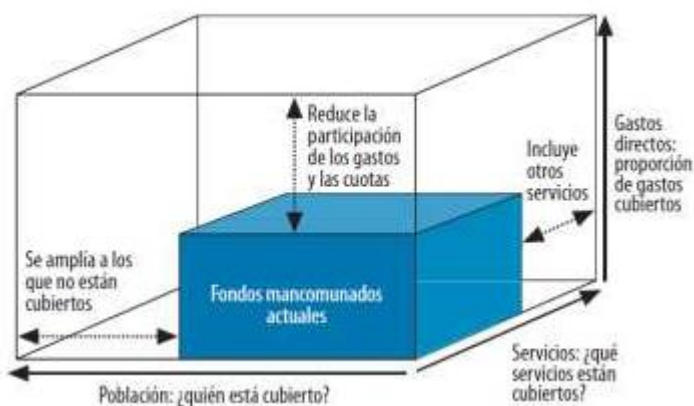 Reduce la
participación
de los gastos
y las cuotas
Incluye
otros
servicios
Gastos
directos:
proporción
de gastos
cubiertos
Se amplía a los
que no están
cubiertos
Fondos mancomunados
actuales
Servicios: ¿qué
servicios están
cubiertos?
Población: ¿quién está cubierto?